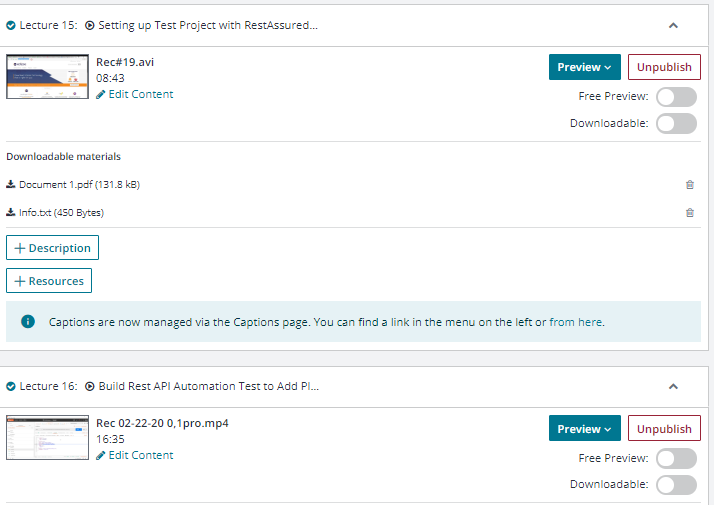 Lecture 15: Setting up Test Project with RestAssured...
Rec#19.avi
08:43
Edit Content
Preview
Unpublish
Free Preview:
Downloadable:
Downloadable materials
Document 1.pdf (131.8 kB)
Info.txt (450 Bytes)
+ Description
+ Resources
Captions are now managed via the Captions page. You can find a link in the menu on the left or from here.
Lecture 16: Build Rest API Automation Test to Add Pl...
Rec 02-22-20 0,1pro.mp4
16:35
Edit Content
Preview
Unpublish
Free Preview:
Downloadable: